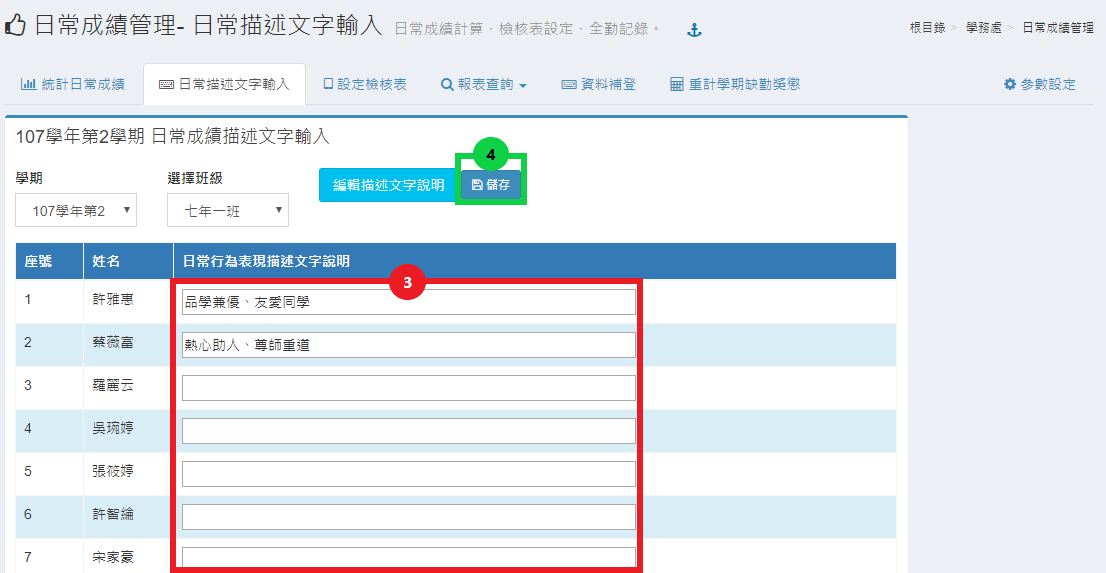 日常成績管理- 日常描述文字輸入 日常成績計算、檢核表設定、全勤記錄。
根目錄 > 學務處 > 日常成績管理
統計日常成績 日常描述文字輸入 設定檢核表 報表查詢 資料補登 重計學期缺勤獎懲 參數設定
107學年第2學期 日常成績描述文字輸入
4
學期 選擇班級
編輯描述文字說明 儲存
107學年第2 七年一班
座號 姓名 日常行為表現描述文字說明
3
1 許雅惠 品學兼優、友愛同學
2 蔡薇富 熱心助人、尊師重道
3 羅麗云
4 吳琬婷
5 張筱婷
6 許智綸
7 宋家豪